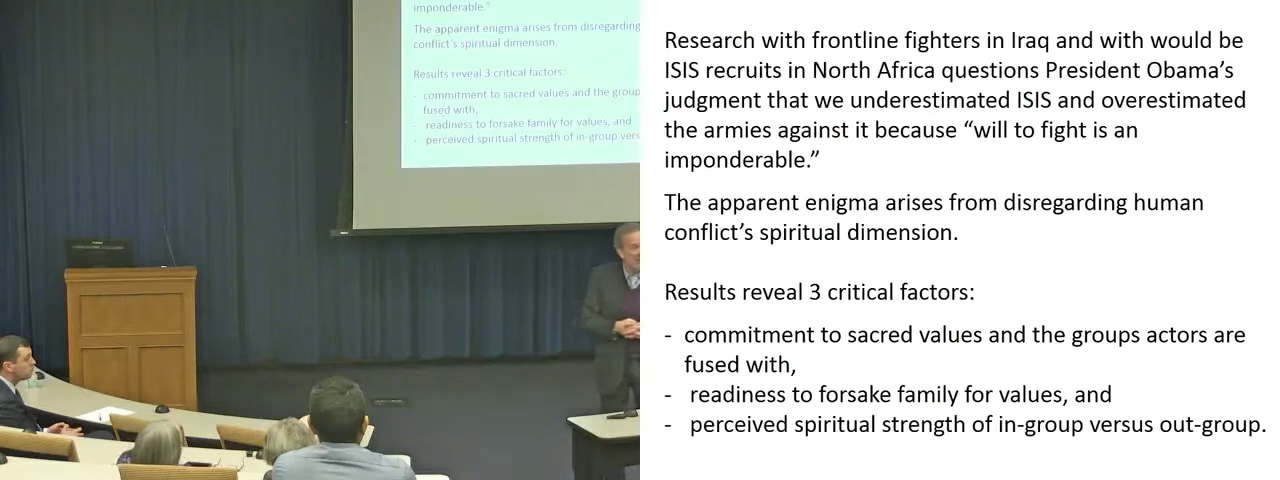 imponderable."
The apparent enigma arises from disregarding
conflict's spiritual dimension.
Results reveal 3 critical factors:
- commitment to sacred values and the group
fused with,
- readiness to forsake family for values, and
- perceived spiritual strength of in-group vers
Research with frontline fighters in Iraq and with would be
ISIS recruits in North Africa questions President Obama’s
judgment that we underestimated ISIS and overestimated
the armies against it because “will to fight is an
imponderable.”
The apparent enigma arises from disregarding human
conflict’s spiritual dimension.
Results reveal 3 critical factors:
- commitment to sacred values and the groups actors are
fused with,
- readiness to forsake family for values, and
- perceived spiritual strength of in-group versus out-group.